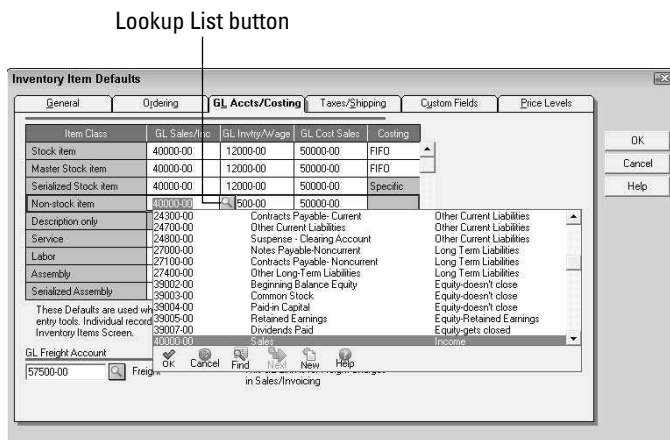 Lookup List button
Inventory Item Defaults
General Ordering GL Accts/Costing Taxes/Shipping Custom Fields Price Levels
Item Class GL Sales/Inc GL Invtry/Wage GL Cost Sales Costing
Stock item 40000-00 12000-00 50000-00 FIFO
Master Stock item 40000-00 12000-00 50000-00 FIFO
Serialized Stock item 40000-00 12000-00 50000-00 Specific
Non-stock item 40000-00 500-00 50000-00
Description only
Service
Labor
Assembly
Serialized Assembly
24300-00 Contracts Payable- Current Other Current Liabilities
24700-00 Other Current Liabilities Other Current Liabilities
24800-00 Suspense - Clearing Account Other Current Liabilities
27000-00 Notes Payable-Noncurrent Long Term Liabilities
27100-00 Contracts Payable- Noncurrent Long Term Liabilities
27400-00 Other Long-Term Liabilities Long Term Liabilities
39002-00 Beginning Balance Equity Equity-doesn't close
39003-00 Common Stock Equity-doesn't close
39004-00 Paid-in Capital Equity-doesn't close
39005-00 Retained Earnings Equity-Retained Earnings
39007-00 Dividends Paid Equity-gets closed
40000-00 Sales Income
OK Cancel Find Next New Help
These Defaults are used
entry tools. Individual record
Inventory Items Screen.
GL Freight Account
57500-00 Freight
in Sales/Invoicing
OK
Cancel
Help